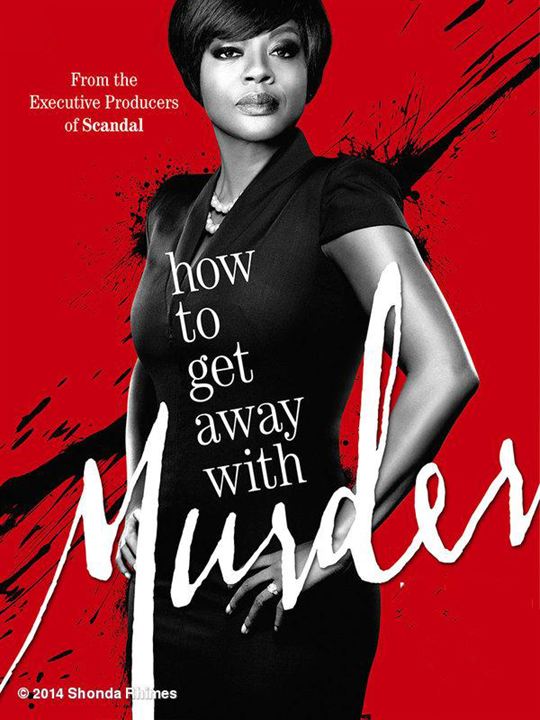 From the
Executive Producers
of Scandal
how
to
get
away
with
Murder
© 2014 Shonda Rhimes